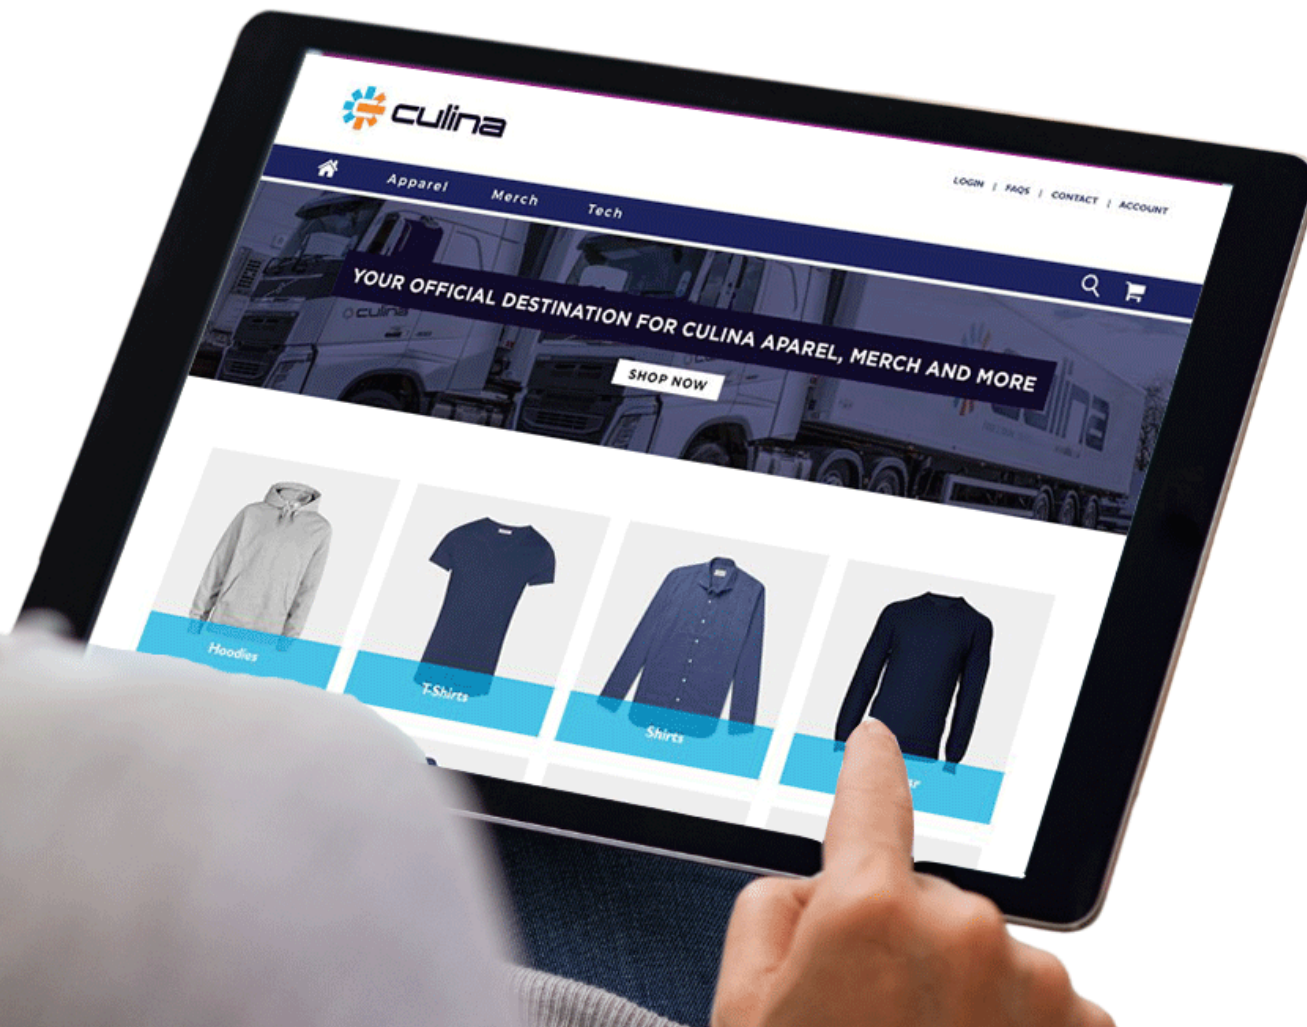 culina
LOGIN | FAQS | CONTACT | ACCOUNT
Apparel Merch Tech
YOUR OFFICIAL DESTINATION FOR CULINA APAREL, MERCH AND MORE
SHOP NOW
culina
Hoodies
T-Shirts
Shirts